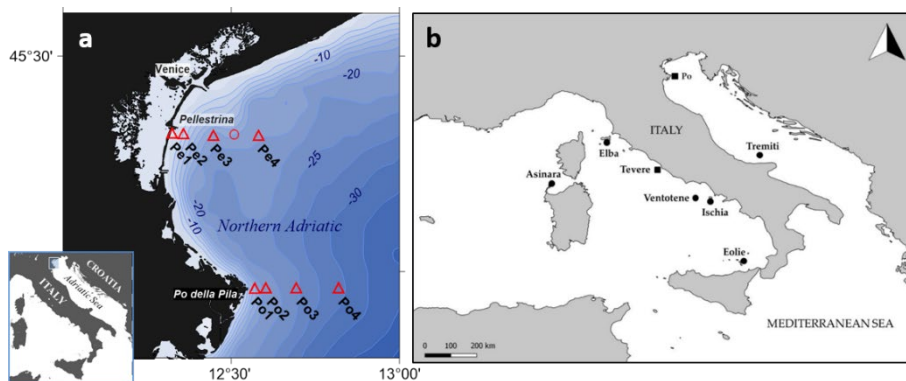 a
45°30'
Venice
-10
-20
Pellestrina
Pe1
Pe2
Pe3
Pe4
-25
-30
-20
-10
Northern Adriatic
Po della Pila
Po1
Po2
Po3
Po4
12°30'
13°00'
ITALY
CROATIA
Adriatic Sea
b
Po
ITALY
Elba
Tremiti
Asinara
Tevere
Ventotene
Ischia
Eolie
MEDITERRANEAN SEA
0 100 200 km